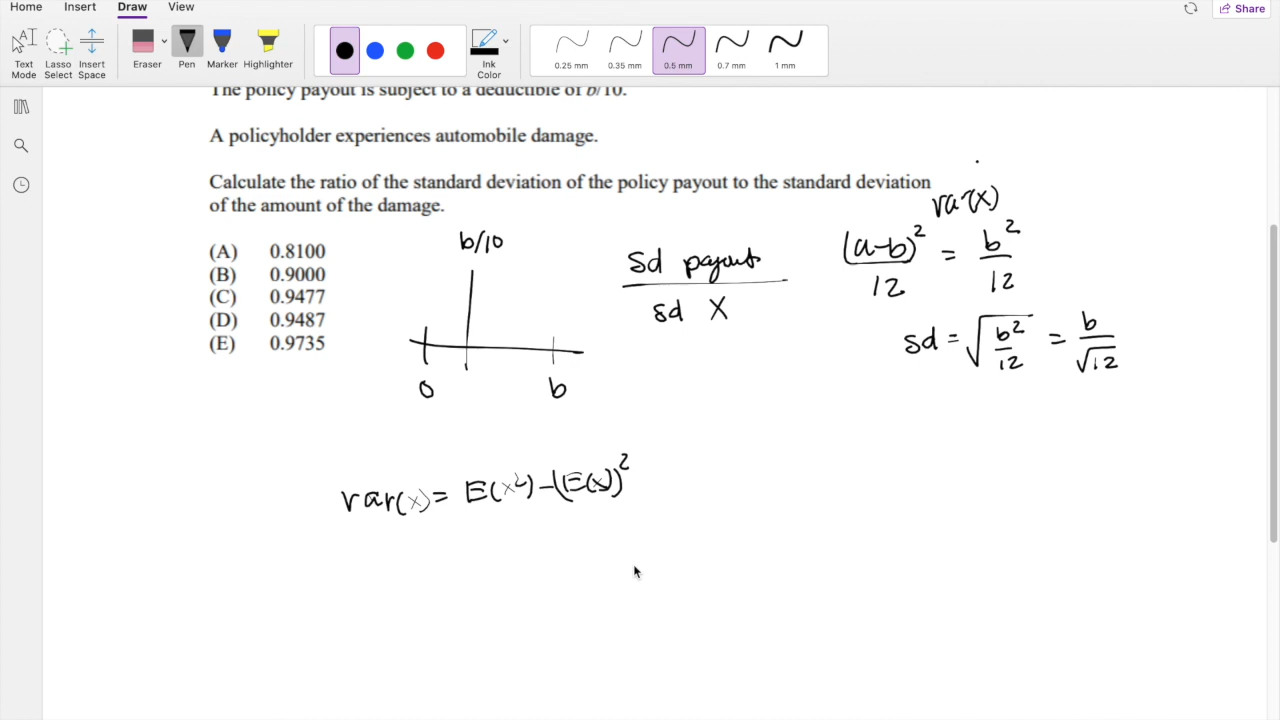 Home Insert Draw View Share
Text Mode Lasso Select Insert Space Eraser Pen Marker Highlighter Ink Color 0.25 mm 0.35 mm 0.5 mm 0.7 mm 1 mm
The policy payout is subject to a deductible of b/10.
A policyholder experiences automobile damage.
Calculate the ratio of the standard deviation of the policy payout to the standard deviation
of the amount of the damage.
(A) 0.8100
(B) 0.9000
(C) 0.9477
(D) 0.9487
(E) 0.9735
b/10
0 b
sd payout
sd X
var(x)
(a-b)²/12 = b²/12
sd = √(b²/12) = b/√12
var(x) = E(x²) - (E(x))²